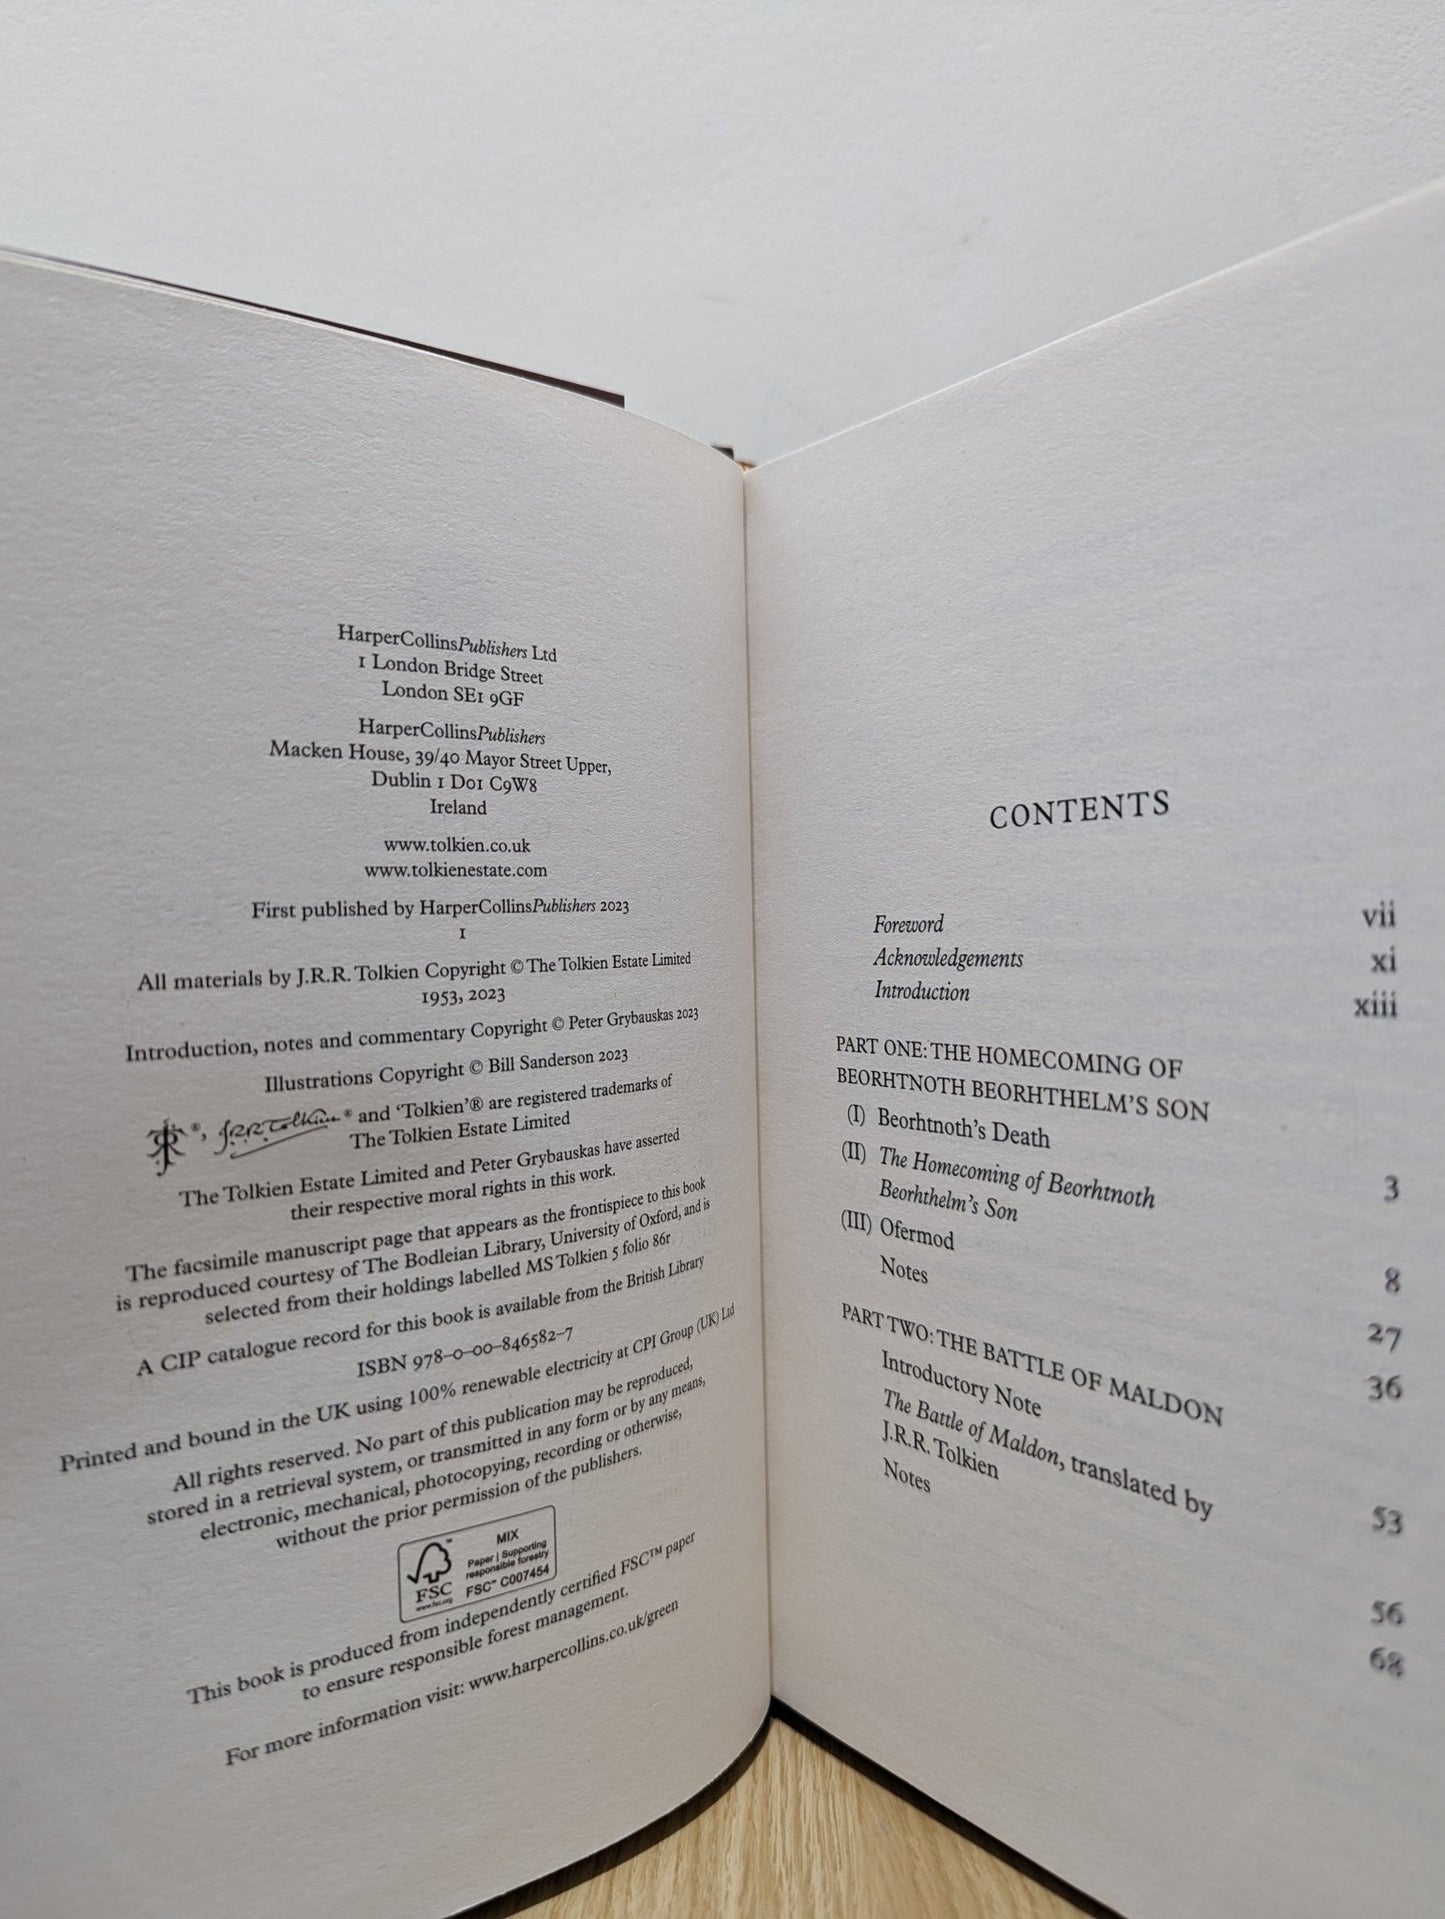 HarperCollinsPublishers Ltd
1 London Bridge Street
London SE1 9GF
HarperCollinsPublishers
Macken House, 39/40 Mayor Street Upper,
Dublin 1 D01 C9W8
Ireland
www.tolkien.co.uk
www.tolkienestate.com
First published by HarperCollinsPublishers 2023
1
All materials by J.R.R. Tolkien Copyright © The Tolkien Estate Limited
1953, 2023
Introduction, notes and commentary Copyright © Peter Grybauskas 2023
Illustrations Copyright © Bill Sanderson 2023
®, J.R.R. Tolkien ® and ‘Tolkien’® are registered trademarks of
The Tolkien Estate Limited
The Tolkien Estate Limited and Peter Grybauskas have asserted
their respective moral rights in this work.
The facsimile manuscript page that appears as the frontispiece to this book
is reproduced courtesy of The Bodleian Library, University of Oxford, and is
selected from their holdings labelled MS Tolkien 5 folio 86r
A CIP catalogue record for this book is available from the British Library
ISBN 978–0–00–846582–7
Printed and bound in the UK using 100% renewable electricity at CPI Group (UK) Ltd
All rights reserved. No part of this publication may be reproduced,
stored in a retrieval system, or transmitted in any form or by any means,
electronic, mechanical, photocopying, recording or otherwise,
without the prior permission of the publishers.
MIX
Paper | Supporting
responsible forestry
FSC™ C007454
FSC
www.fsc.org
This book is produced from independently certified FSC™ paper
to ensure responsible forest management.
For more information visit: www.harpercollins.co.uk/green
CONTENTS
Foreword vii
Acknowledgements xi
Introduction xiii
PART ONE: THE HOMECOMING OF
BEORHTNOTH BEORHTHELM’S SON
(I) Beorhtnoth’s Death 3
(II) The Homecoming of Beorhtnoth
Beorhthelm’s Son 8
(III) Ofermod 27
Notes 36
PART TWO: THE BATTLE OF MALDON
Introductory Note 53
The Battle of Maldon, translated by
J.R.R. Tolkien 56
Notes 68